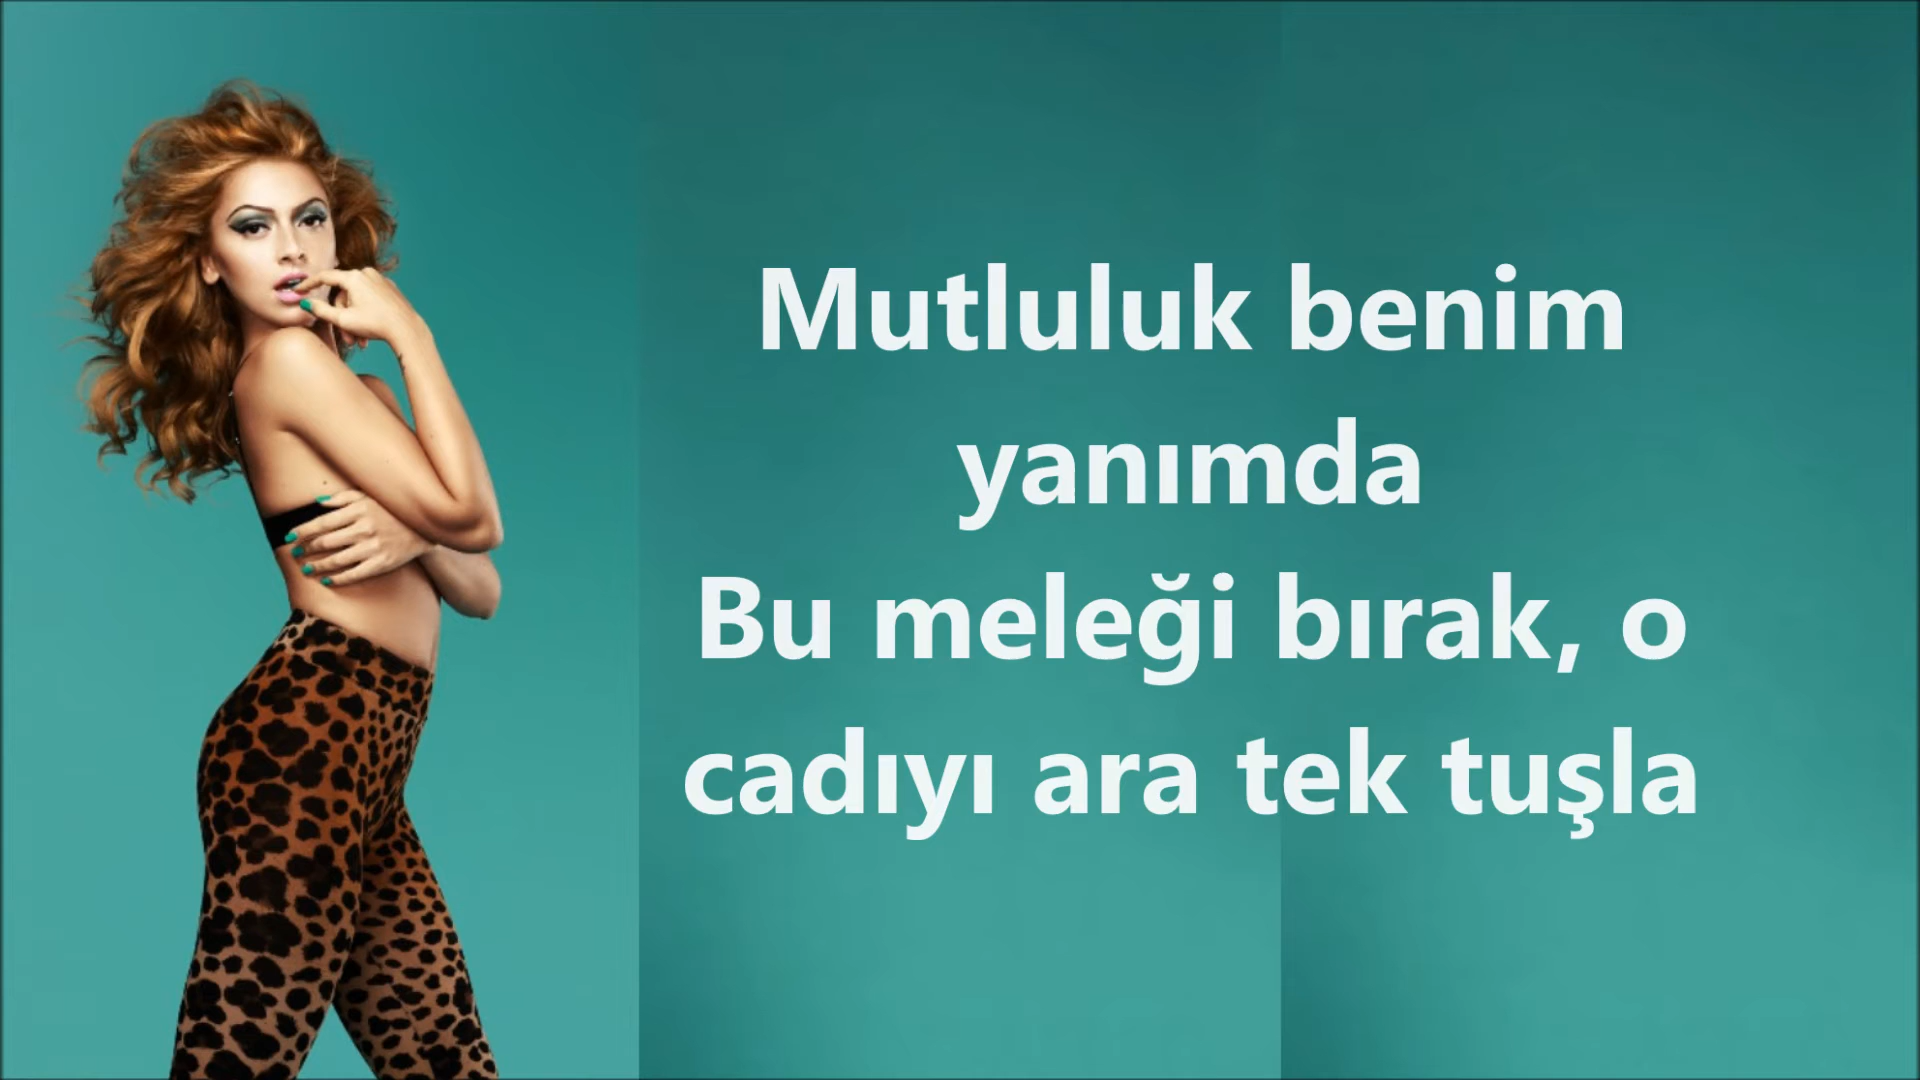 Mutluluk benim
yanımda
Bu meleği bırak, o
cadıyı ara tek tuşla